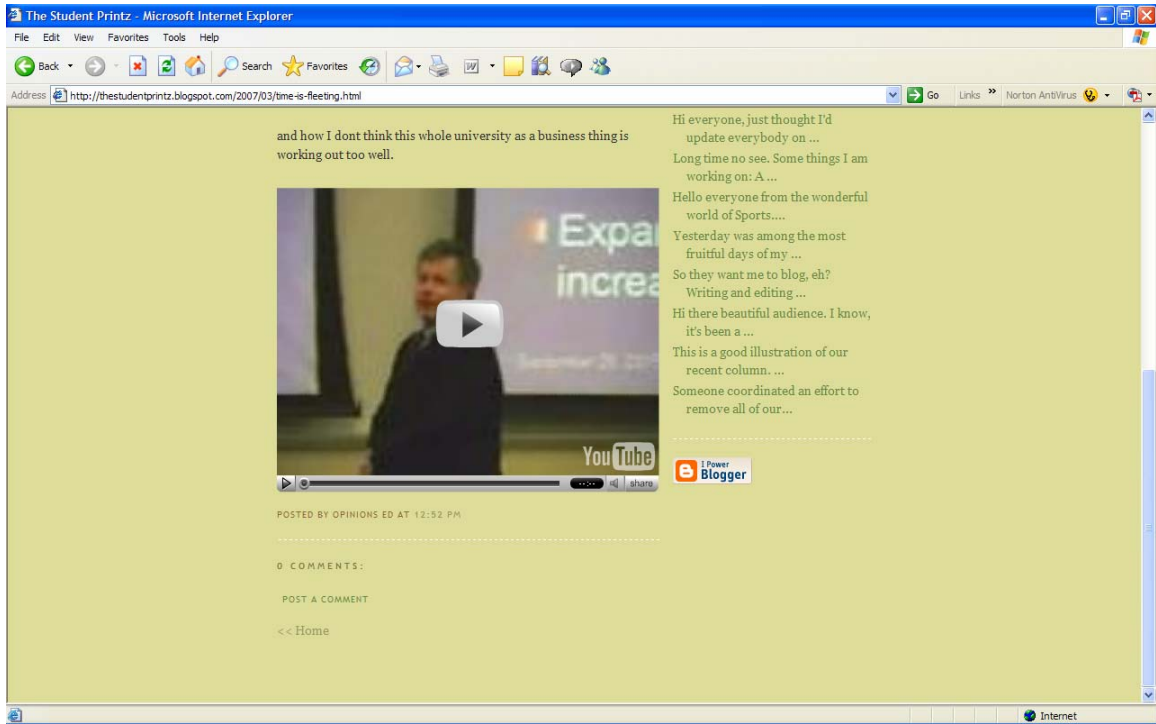 The Student Printz - Microsoft Internet Explorer
File Edit View Favorites Tools Help
Back Search Favorites
Address http://thestudentprintz.blogspot.com/2007/03/time-is-fleeting.html Go Links » Norton AntiVirus
and how I dont think this whole university as a business thing is
working out too well.
Expa
increa
September 26, 20
YouTube
--:-- share
POSTED BY OPINIONS ED AT 12:52 PM
0 COMMENTS:
POST A COMMENT
<< Home
Hi everyone, just thought I'd
update everybody on ...
Long time no see. Some things I am
working on: A ...
Hello everyone from the wonderful
world of Sports....
Yesterday was among the most
fruitful days of my ...
So they want me to blog, eh?
Writing and editing ...
Hi there beautiful audience. I know,
it's been a ...
This is a good illustration of our
recent column. ...
Someone coordinated an effort to
remove all of our...
I Power
Blogger
Internet